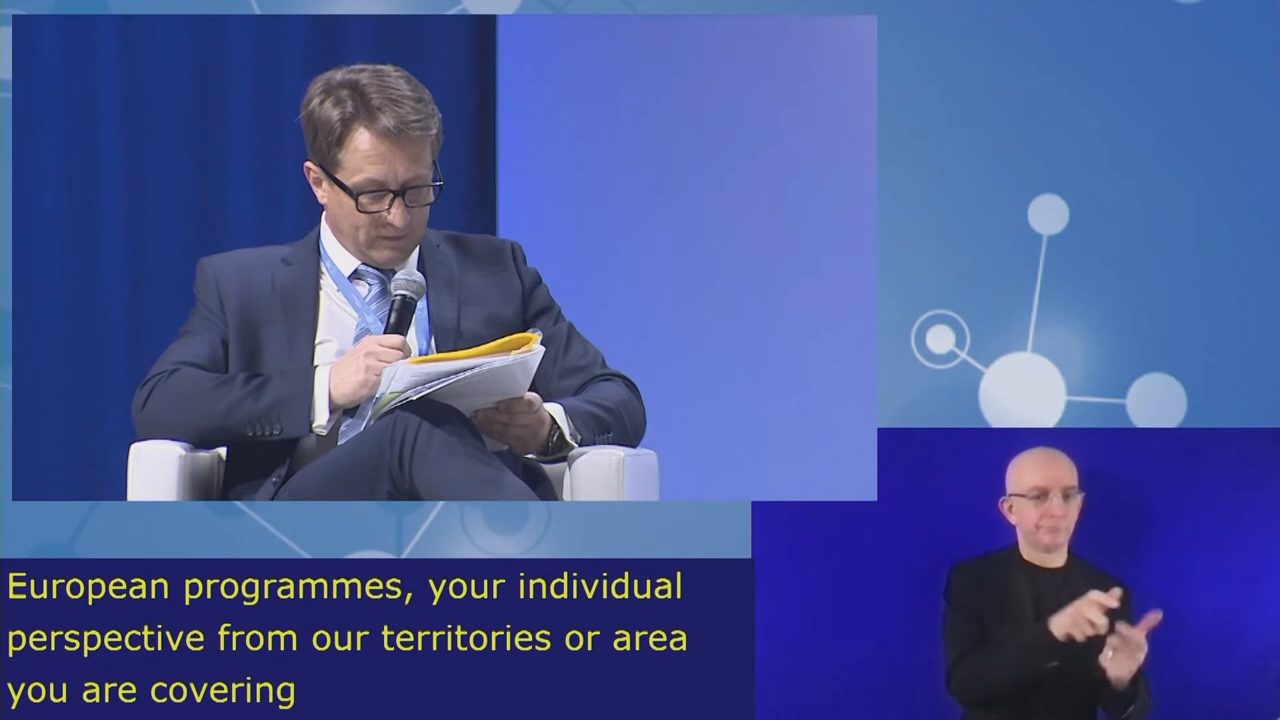 European programmes, your individual
perspective from our territories or area
you are covering